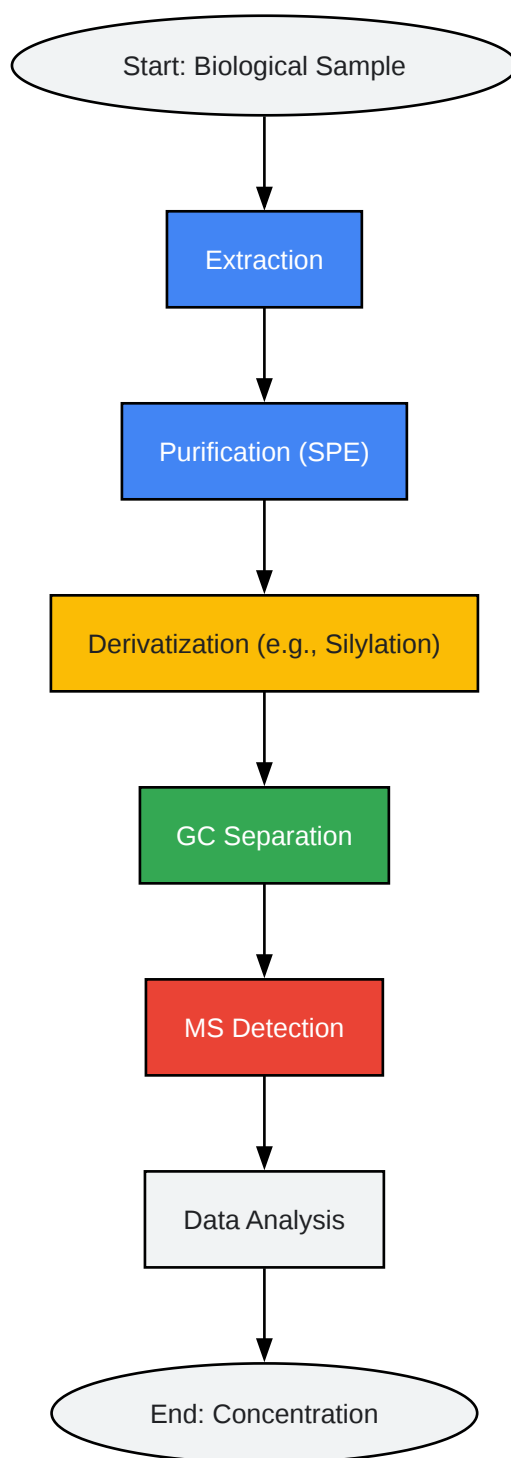 Start: Biological Sample
Extraction
Purification (SPE)
Derivatization (e.g., Silylation)
GC Separation
MS Detection
Data Analysis
End: Concentration